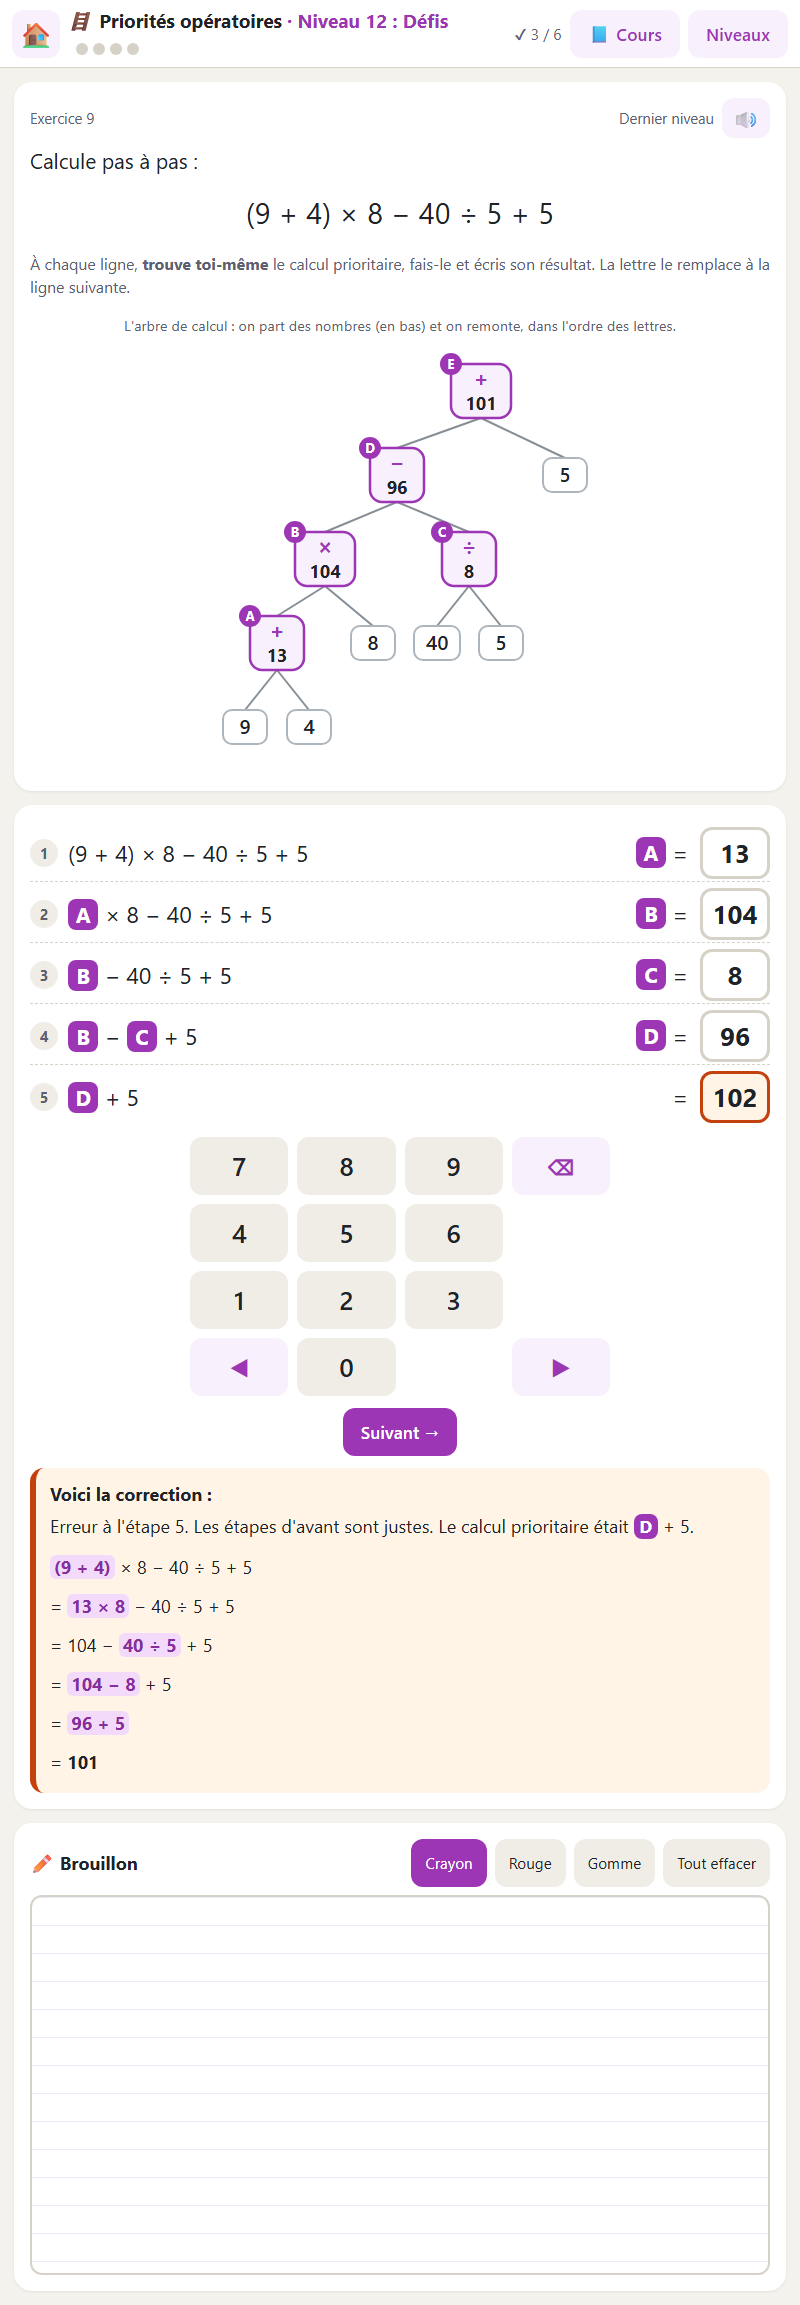 Priorités opératoires · Niveau 12 : Défis
✓ 3 / 6
Cours
Niveaux
Exercice 9
Dernier niveau
Calcule pas à pas :
(9 + 4) × 8 − 40 ÷ 5 + 5
À chaque ligne, trouve toi-même le calcul prioritaire, fais-le et écris son résultat. La lettre le remplace à la
ligne suivante.
L'arbre de calcul : on part des nombres (en bas) et on remonte, dans l'ordre des lettres.
E
+
101
D
−
96
5
B
×
104
C
÷
8
A
+
13
8
40
5
9
4
1 (9 + 4) × 8 − 40 ÷ 5 + 5 A = 13
2 A × 8 − 40 ÷ 5 + 5 B = 104
3 B − 40 ÷ 5 + 5 C = 8
4 B − C + 5 D = 96
5 D + 5 = 102
7 8 9 ⌫
4 5 6
1 2 3
◀ 0 ▶
Suivant →
Voici la correction :
Erreur à l'étape 5. Les étapes d'avant sont justes. Le calcul prioritaire était D + 5.
(9 + 4) × 8 − 40 ÷ 5 + 5
= 13 × 8 − 40 ÷ 5 + 5
= 104 − 40 ÷ 5 + 5
= 104 − 8 + 5
= 96 + 5
= 101
Brouillon
Crayon
Rouge
Gomme
Tout effacer